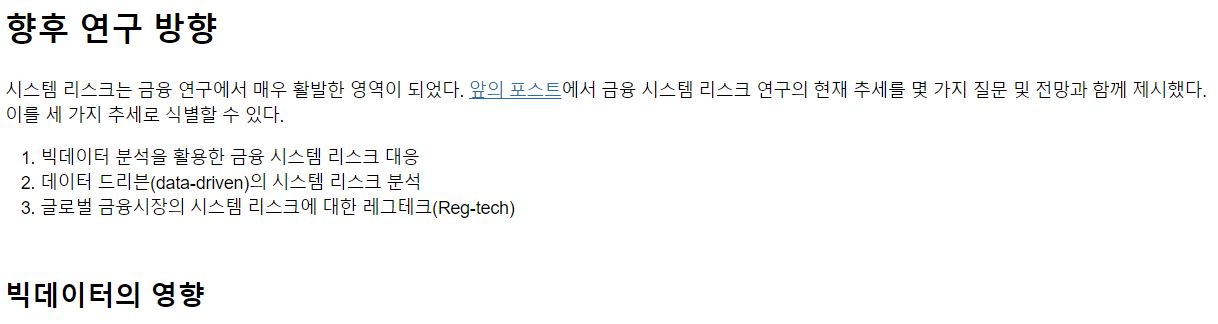 향후 연구 방향
시스템 리스크는 금융 연구에서 매우 활발한 영역이 되었다. 앞의 포스트에서 금융 시스템 리스크 연구의 현재 추세를 몇 가지 질문 및 전망과 함께 제시했다.
이를 세 가지 추세로 식별할 수 있다.
1. 빅데이터 분석을 활용한 금융 시스템 리스크 대응
2. 데이터 드리븐(data-driven)의 시스템 리스크 분석
3. 글로벌 금융시장의 시스템 리스크에 대한 레그테크(Reg-tech)
빅데이터의 영향